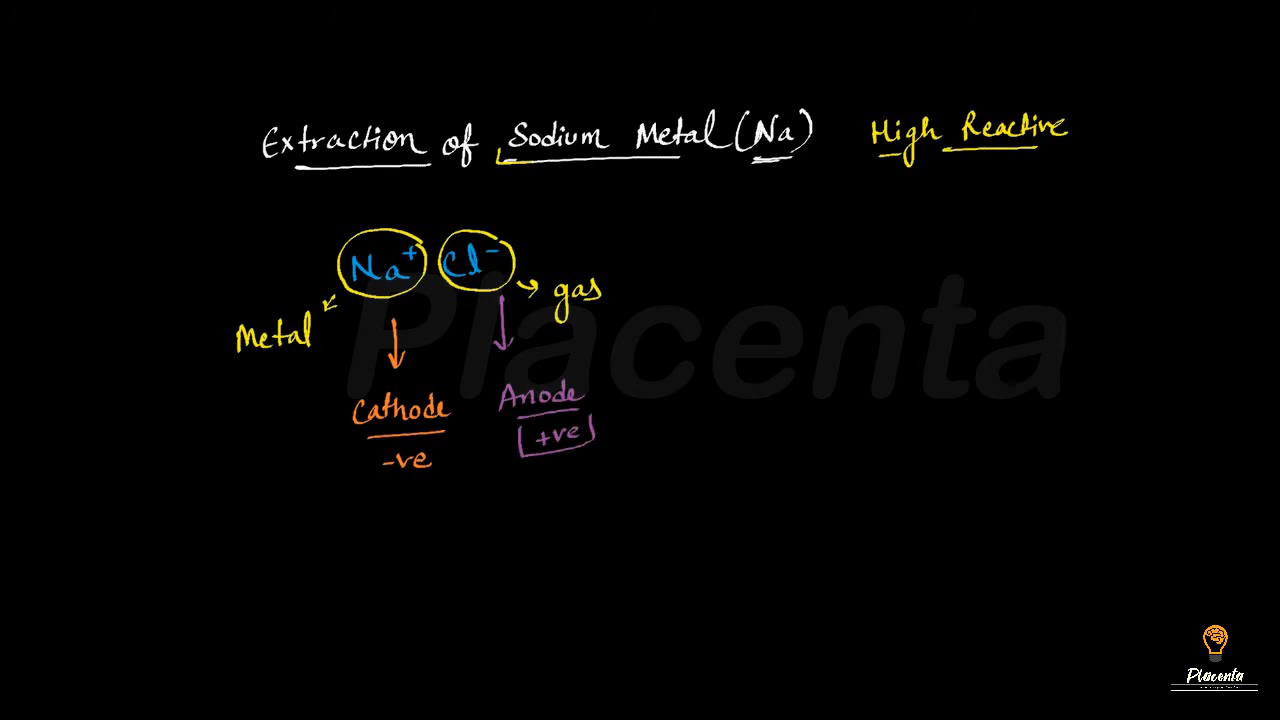 Extraction of Sodium Metal (Na) High Reactive
Na⁺ Cl⁻
gas
Metal
Cathode Anode
+ve
-ve
Placenta
Placenta